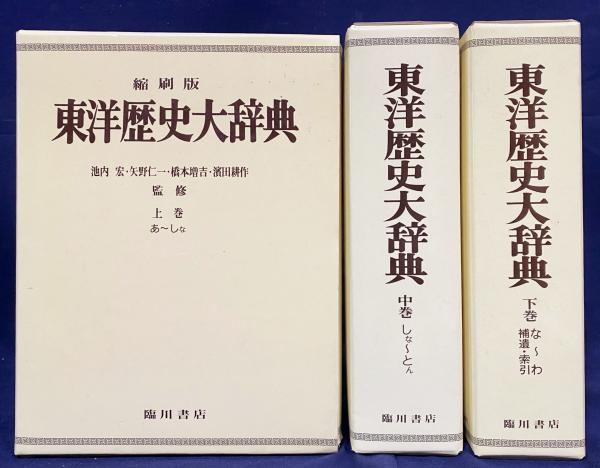 縮刷版
東洋歴史大辞典
池内 宏・矢野仁一・橋本増吉・濱田耕作
監修
上巻
あ〜しな
臨川書店
東洋歴史大辞典
中巻 しな〜とん
臨川書店
東洋歴史大辞典
下巻 な〜わ
補遺・索引
臨川書店